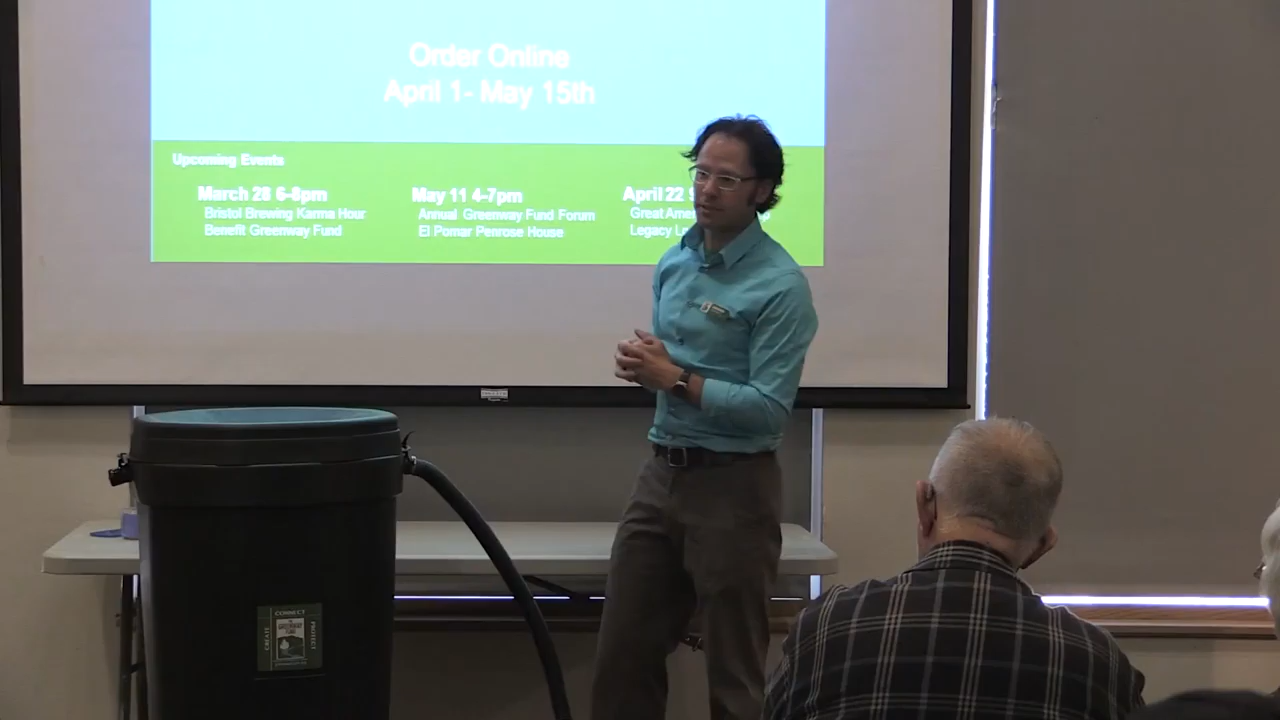 Order Online
April 1- May 15th
Upcoming Events
March 28 6-8pm
Bristol Brewing Karma Hour
Benefit Greenway Fund
May 11 4-7pm
Annual Greenway Fund Forum
El Pomar Penrose House
April 22
Great
Legacy
CONNECT
CREATE
PROTECT
GREENWAY
FUND